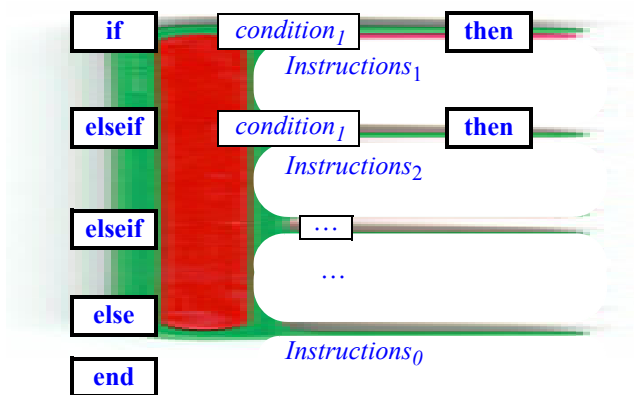 if condition₁ then
Instructions₁
elseif condition₁ then
Instructions₂
elseif …
…
else
Instructions₀
end